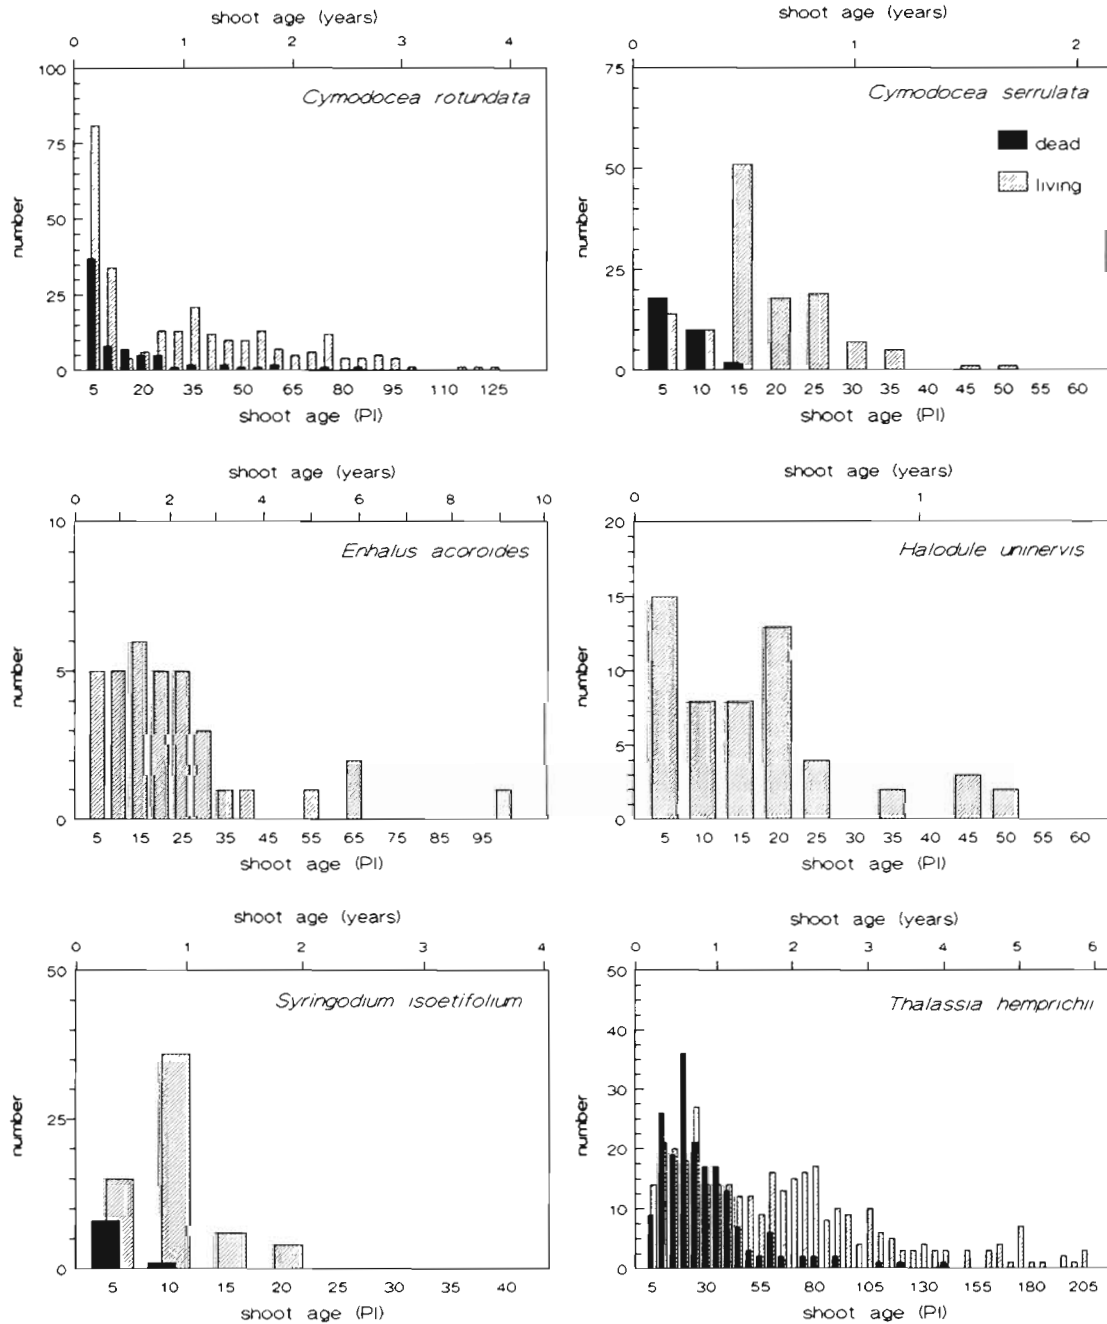 shoot age (years)
0 1 2 3 4
100
75
50
25
0
number
Cymodocea rotundata
5 20 35 50 65 80 95 110 125
shoot age (PI)
shoot age (years)
0 1 2
75
50
25
0
number
Cymodocea serrulata
dead
living
5 10 15 20 25 30 35 40 45 50 55 60
shoot age (PI)
shoot age (years)
0 2 4 6 8 10
10
5
0
number
Enhalus acoroides
5 15 25 35 45 55 65 75 85 95
shoot age (PI)
shoot age (years)
0 1
20
15
10
5
0
number
Halodule uninervis
5 10 15 20 25 30 35 40 45 50 55 60
shoot age (PI)
shoot age (years)
0 1 2 3 4
50
25
0
number
Syringodium isoetifolium
5 10 15 20 25 30 35 40
shoot age (PI)
shoot age (years)
0 1 2 3 4 5 6
50
40
30
20
10
0
number
Thalassia hemprichii
5 30 55 80 105 130 155 180 205
shoot age (PI)